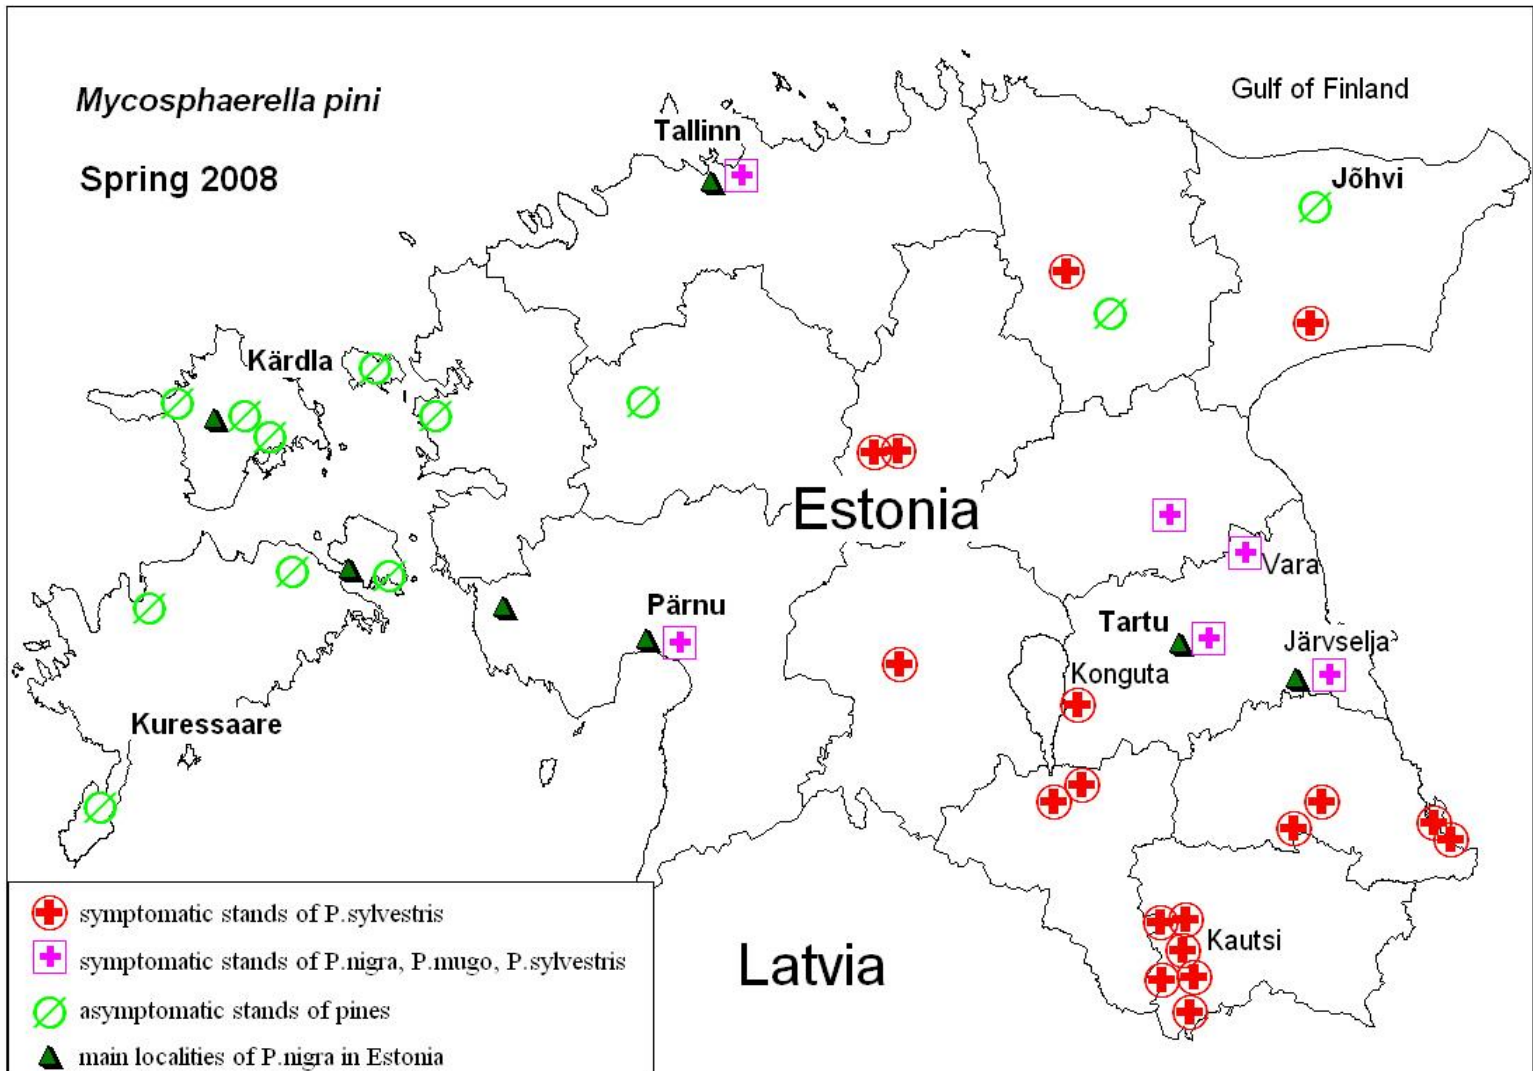 Mycosphaerella pini
Spring 2008
Gulf of Finland
Tallinn
Jõhvi
Kärdla
Estonia
Vara
Pärnu
Tartu
Järvselja
Konguta
Kuressaare
Kautsi
Latvia
symptomatic stands of P.sylvestris
symptomatic stands of P.nigra, P.mugo, P.sylvestris
asymptomatic stands of pines
main localities of P.nigra in Estonia